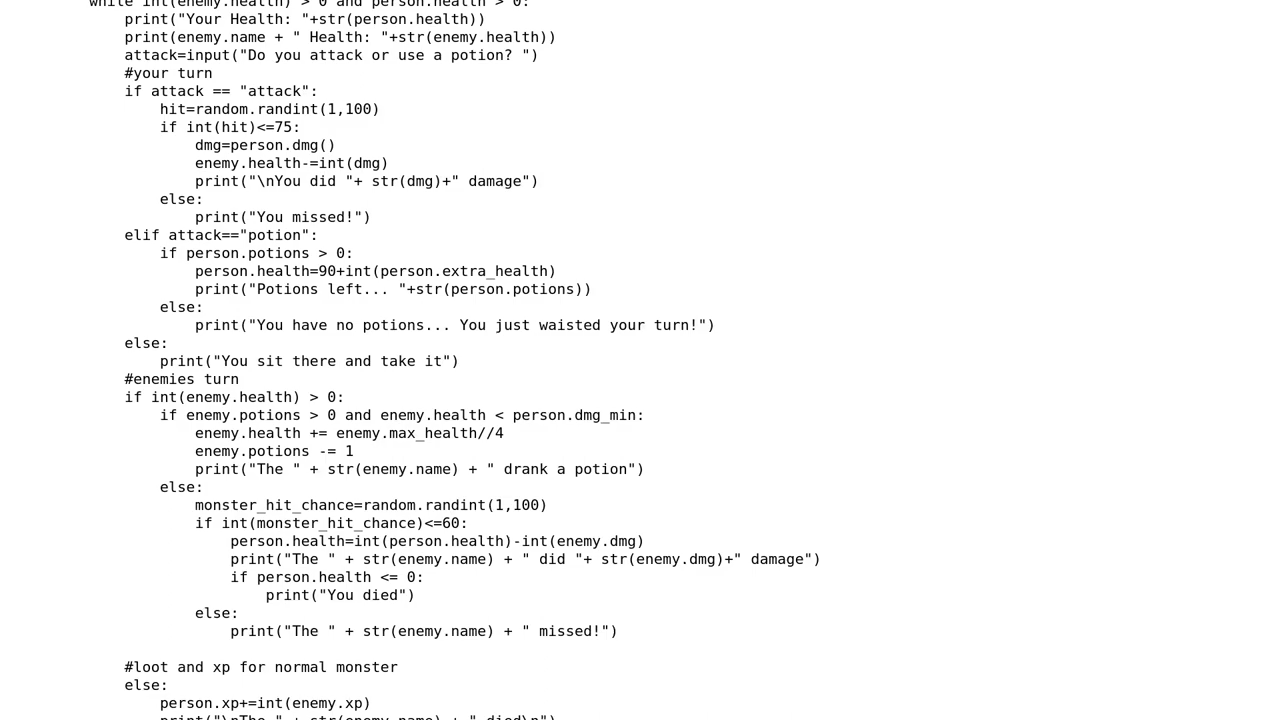 while int(enemy.health) > 0 and person.health > 0:
print("Your Health: "+str(person.health))
print(enemy.name + " Health: "+str(enemy.health))
attack=input("Do you attack or use a potion? ")
#your turn
if attack == "attack":
hit=random.randint(1,100)
if int(hit)<=75:
dmg=person.dmg()
enemy.health-=int(dmg)
print("\nYou did "+ str(dmg)+" damage")
else:
print("You missed!")
elif attack=="potion":
if person.potions > 0:
person.health=90+int(person.extra_health)
print("Potions left... "+str(person.potions))
else:
print("You have no potions... You just waisted your turn!")
else:
print("You sit there and take it")
#enemies turn
if int(enemy.health) > 0:
if enemy.potions > 0 and enemy.health < person.dmg_min:
enemy.health += enemy.max_health//4
enemy.potions -= 1
print("The " + str(enemy.name) + " drank a potion")
else:
monster_hit_chance=random.randint(1,100)
if int(monster_hit_chance)<=60:
person.health=int(person.health)-int(enemy.dmg)
print("The " + str(enemy.name) + " did "+ str(enemy.dmg)+" damage")
if person.health <= 0:
print("You died")
else:
print("The " + str(enemy.name) + " missed!")
#loot and xp for normal monster
else:
person.xp+=int(enemy.xp)
print("\nThe " + str(enemy.name) + " died\n")